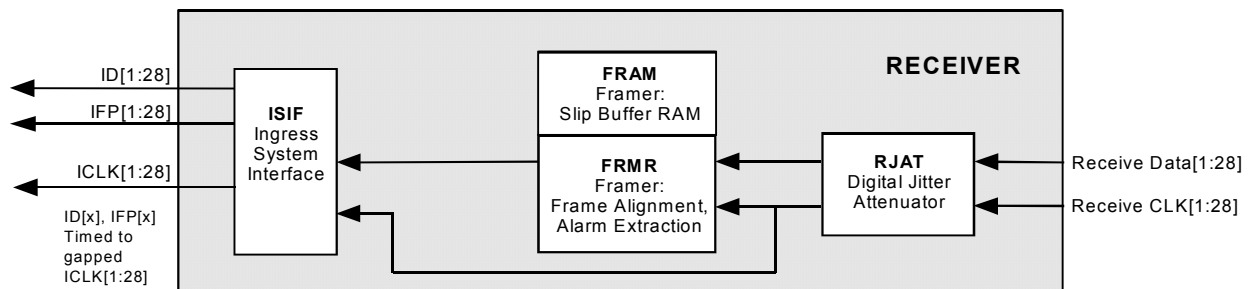 ID[1:28]
IFP[1:28]
ICLK[1:28]
ID[x], IFP[x]
Timed to
gapped
ICLK[1:28]
ISIF
Ingress
System
Interface
FRAM
Framer:
Slip Buffer RAM
FRMR
Framer:
Frame Alignment,
Alarm Extraction
RECEIVER
RJAT
Digital Jitter
Attenuator
Receive Data[1:28]
Receive CLK[1:28]